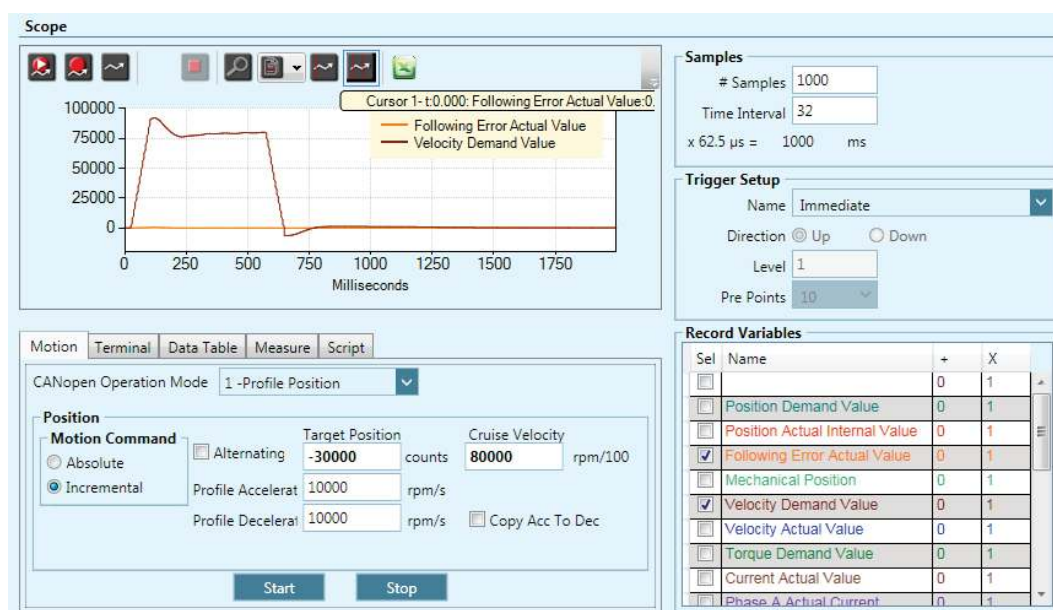 Scope
Cursor 1- t:0.000: Following Error Actual Value:0.
100000
75000
50000
25000
0
Following Error Actual Value
Velocity Demand Value
0 250 500 750 1000 1250 1500 1750
Milliseconds
Samples
# Samples 1000
Time Interval 32
x 62.5 µs = 1000 ms
Trigger Setup
Name Immediate
Direction Up Down
Level 1
Pre Points 10
Motion Terminal Data Table Measure Script
CANopen Operation Mode 1 -Profile Position
Position
Motion Command
Absolute
Incremental
Alternating
Target Position
-30000 counts
Cruise Velocity
80000 rpm/100
Profile Accelerat 10000 rpm/s
Profile Decelerat 10000 rpm/s
Copy Acc To Dec
Start Stop
Record Variables
Sel Name + X
0 1
Position Demand Value 0 1
Position Actual Internal Value 0 1
Following Error Actual Value 0 1
Mechanical Position 0 1
Velocity Demand Value 0 1
Velocity Actual Value 0 1
Torque Demand Value 0 1
Current Actual Value 0 1
Phase A Actual Current 0 1